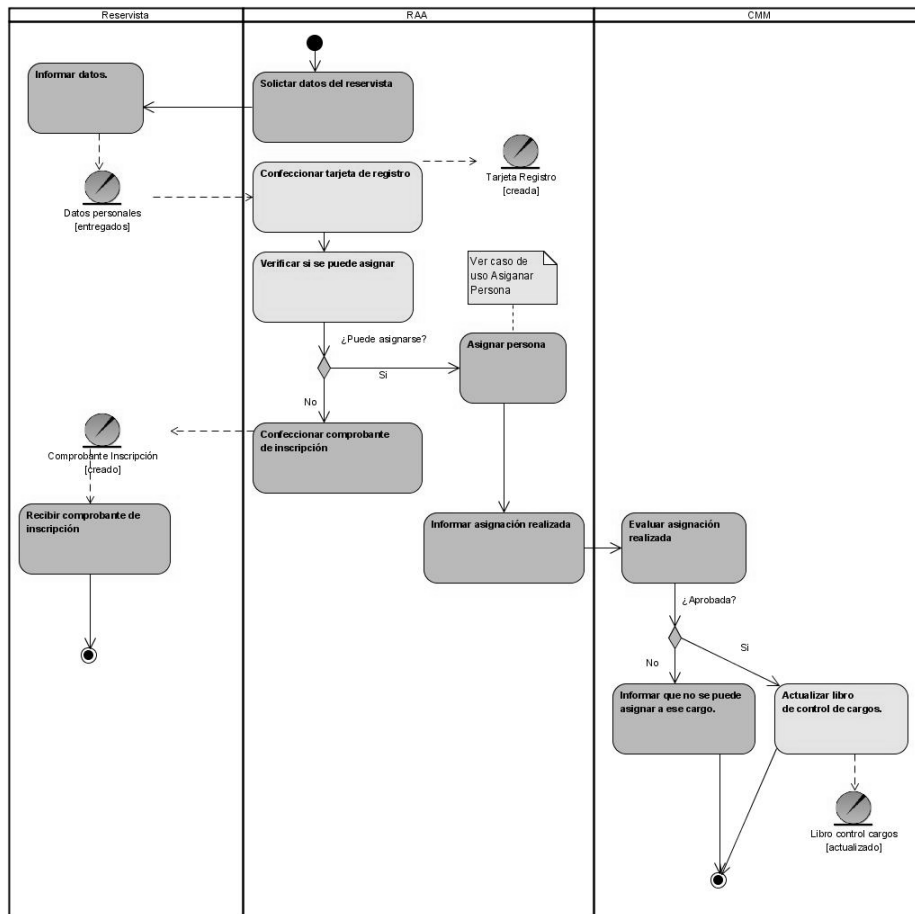 Reservista
RAA
CMM
Informar datos.
Solictar datos del reservista
Confeccionar tarjeta de registro
Tarjeta Registro
[creada]
Datos personales
[entregados]
Verificar si se puede asignar
Ver caso de
uso Asiganar
Persona
¿Puede asignarse?
Asignar persona
Si
No
Confeccionar comprobante
de inscripción
Comprobante Inscripción
[creado]
Recibir comprobante de
inscripción
Informar asignación realizada
Evaluar asignación
realizada
¿Aprobada?
Si
No
Informar que no se puede
asignar a ese cargo.
Actualizar libro
de control de cargos.
Libro control cargos
[actualizado]